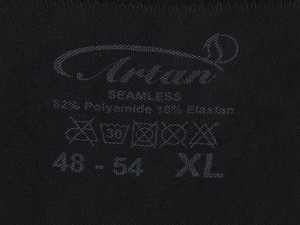 Artan
SEAMLESS
82% Polyamide 18% Elastan
30
48 - 54 XL